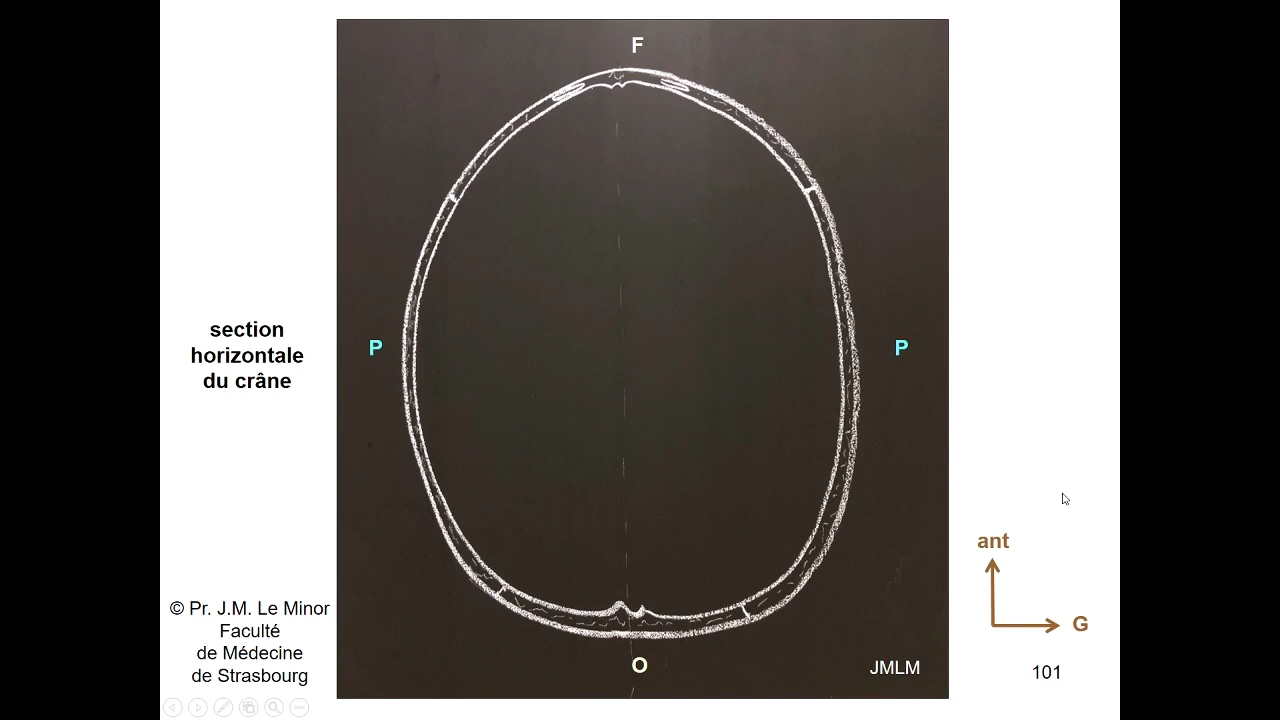 F
section
horizontale
du crâne
P
P
ant
G
© Pr. J.M. Le Minor
Faculté
de Médecine
de Strasbourg
O
JMLM
101